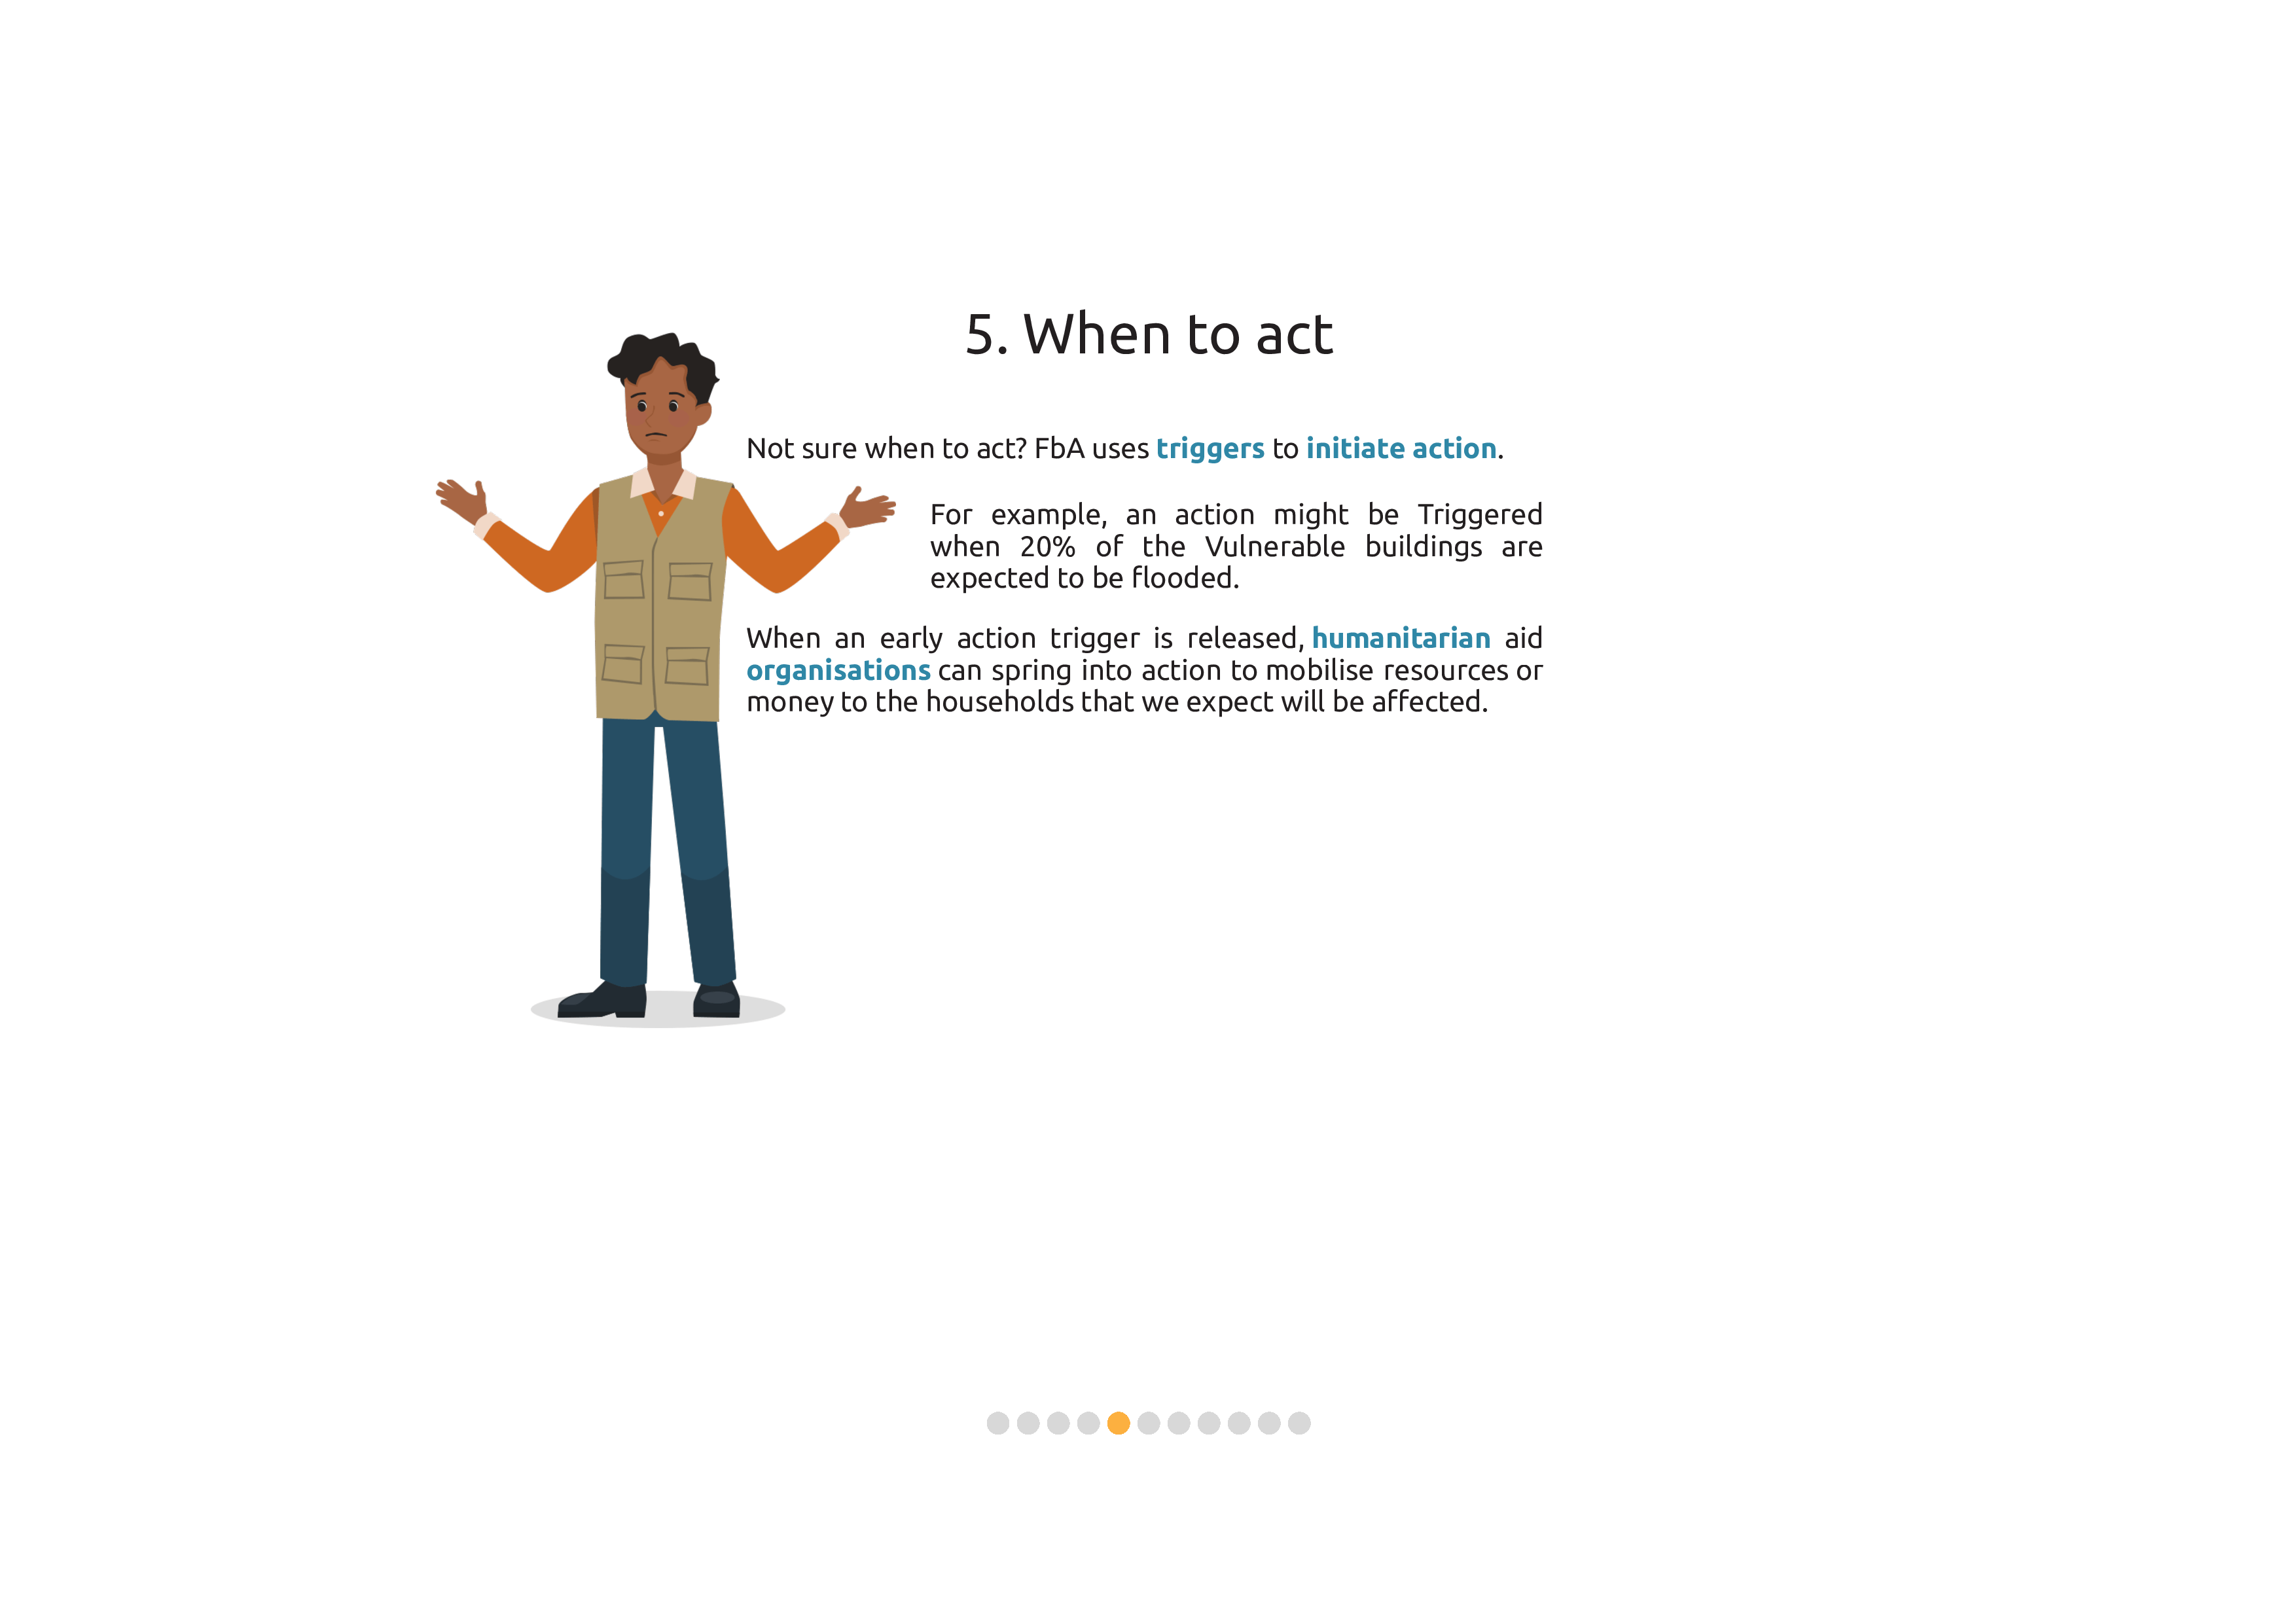 5. When to act
Not sure when to act? FbA uses triggers to initiate action.
For example, an action might be Triggered
when 20% of the Vulnerable buildings are
expected to be flooded.
When an early action trigger is released, humanitarian aid
organisations can spring into action to mobilise resources or
money to the households that we expect will be affected.